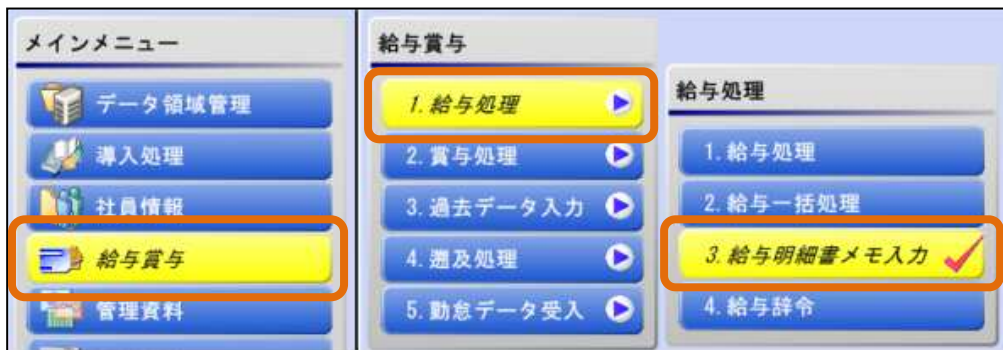 メインメニュー
データ領域管理
導入処理
社員情報
給与賞与
管理資料
給与賞与
1.給与処理
2.賞与処理
3.過去データ入力
4.遡及処理
5.勤怠データ受入
給与処理
1.給与処理
2.給与一括処理
3.給与明細書メモ入力
4.給与辞令